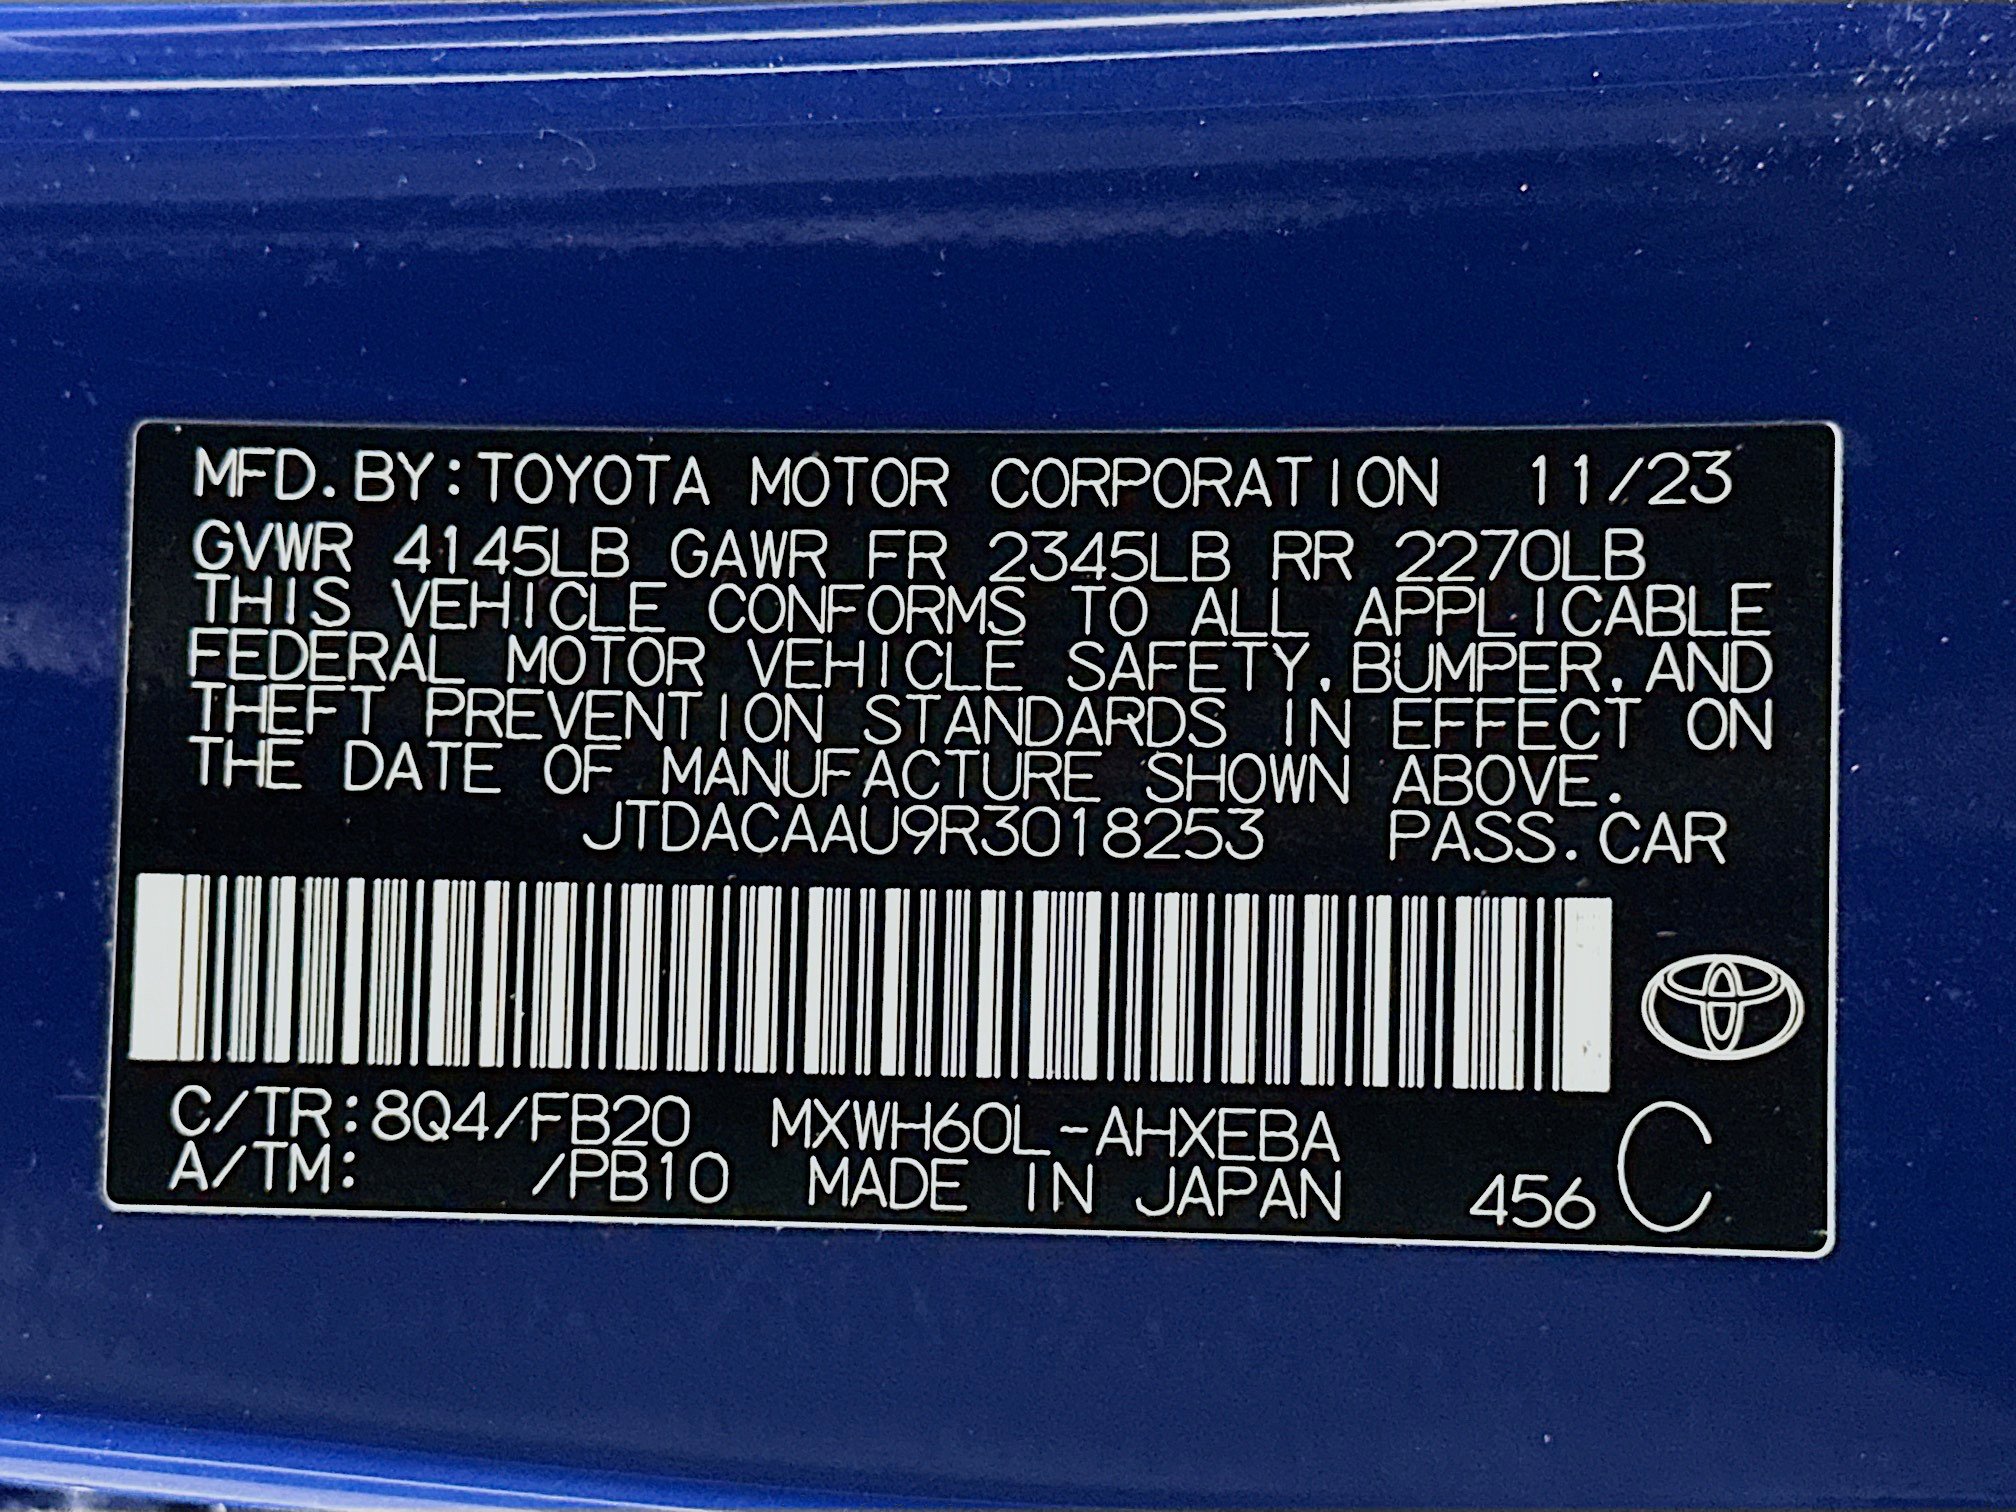 MFD.BY:TOYOTA MOTOR CORPORATION 11/23
GVWR 4145LB GAWR FR 2345LB RR 2270LB
THIS VEHICLE CONFORMS TO ALL APPLICABLE
FEDERAL MOTOR VEHICLE SAFETY,BUMPER,AND
THEFT PREVENTION STANDARDS IN EFFECT ON
THE DATE OF MANUFACTURE SHOWN ABOVE.
JTDACAAU9R3018253 PASS.CAR
C/TR:8Q4/FB20 MXWH60L-AHXEBA
A/TM: /PB10 MADE IN JAPAN 456 C